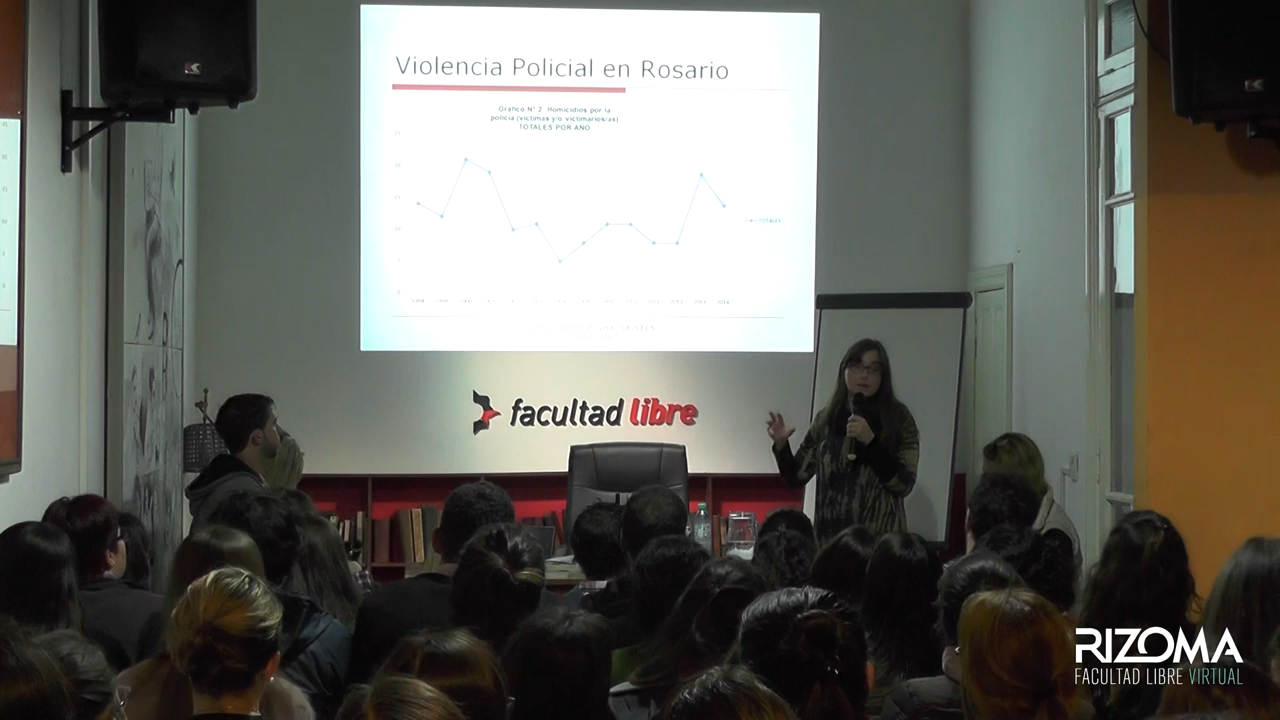 Violencia Policial en Rosario
Gráfico N° 2. Homicidios por la
policía (víctimas y/o victimarios/as)
TOTALES POR AÑO
TOTALES
facultad libre
RIZOMA
FACULTAD LIBRE VIRTUAL